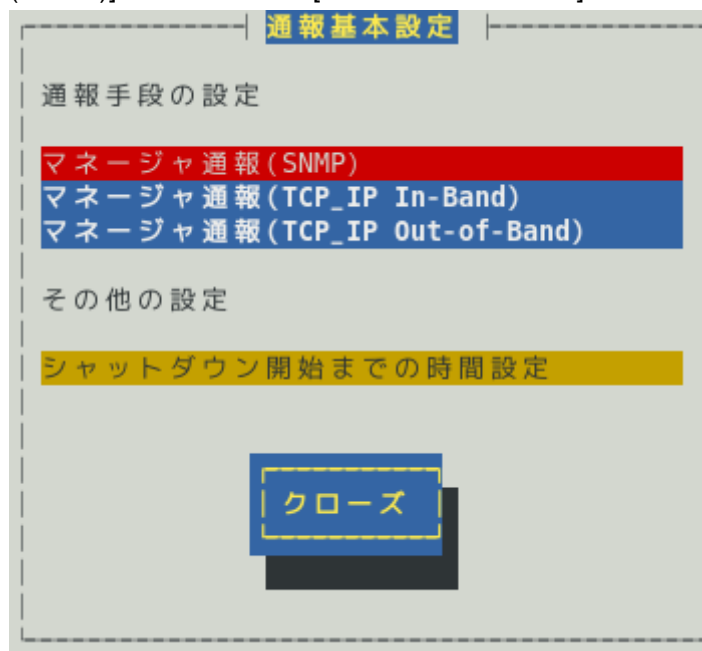 通報基本設定
通報手段の設定
マネージャ通報(SNMP)
マネージャ通報(TCP_IP In-Band)
マネージャ通報(TCP_IP Out-of-Band)
その他の設定
シャットダウン開始までの時間設定
クローズ